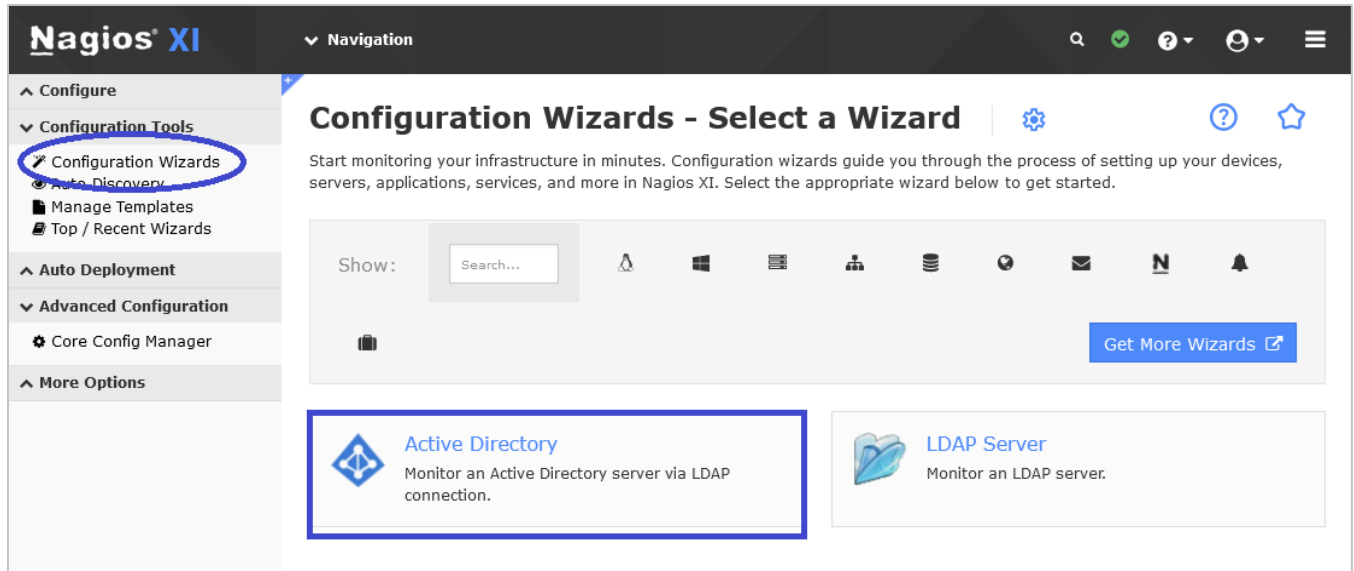 Nagios® XI
Navigation
Configure
Configuration Tools
Configuration Wizards
Auto-Discovery
Manage Templates
Top / Recent Wizards
Auto Deployment
Advanced Configuration
Core Config Manager
More Options
Configuration Wizards - Select a Wizard
Start monitoring your infrastructure in minutes. Configuration wizards guide you through the process of setting up your devices,
servers, applications, services, and more in Nagios XI. Select the appropriate wizard below to get started.
Show:
Search...
N
Get More Wizards
Active Directory
Monitor an Active Directory server via LDAP
connection.
LDAP Server
Monitor an LDAP server.